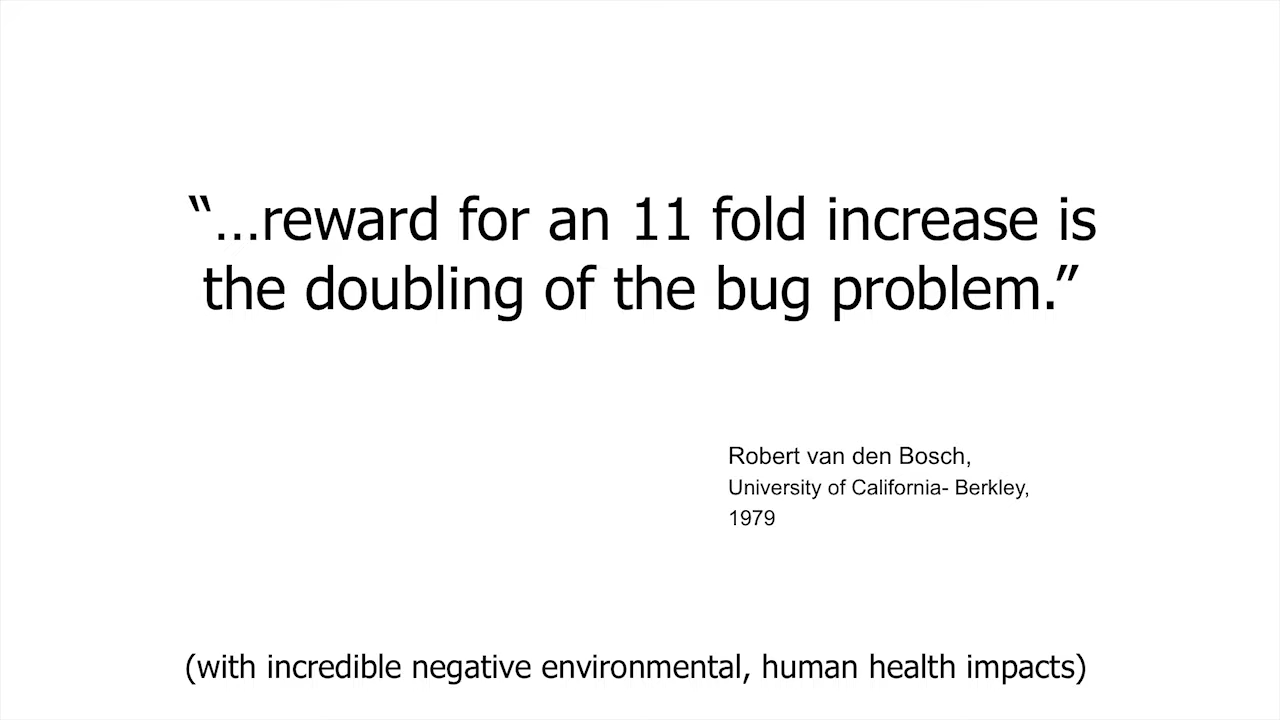 “…reward for an 11 fold increase is
the doubling of the bug problem.”
Robert van den Bosch,
University of California- Berkley,
1979
(with incredible negative environmental, human health impacts)